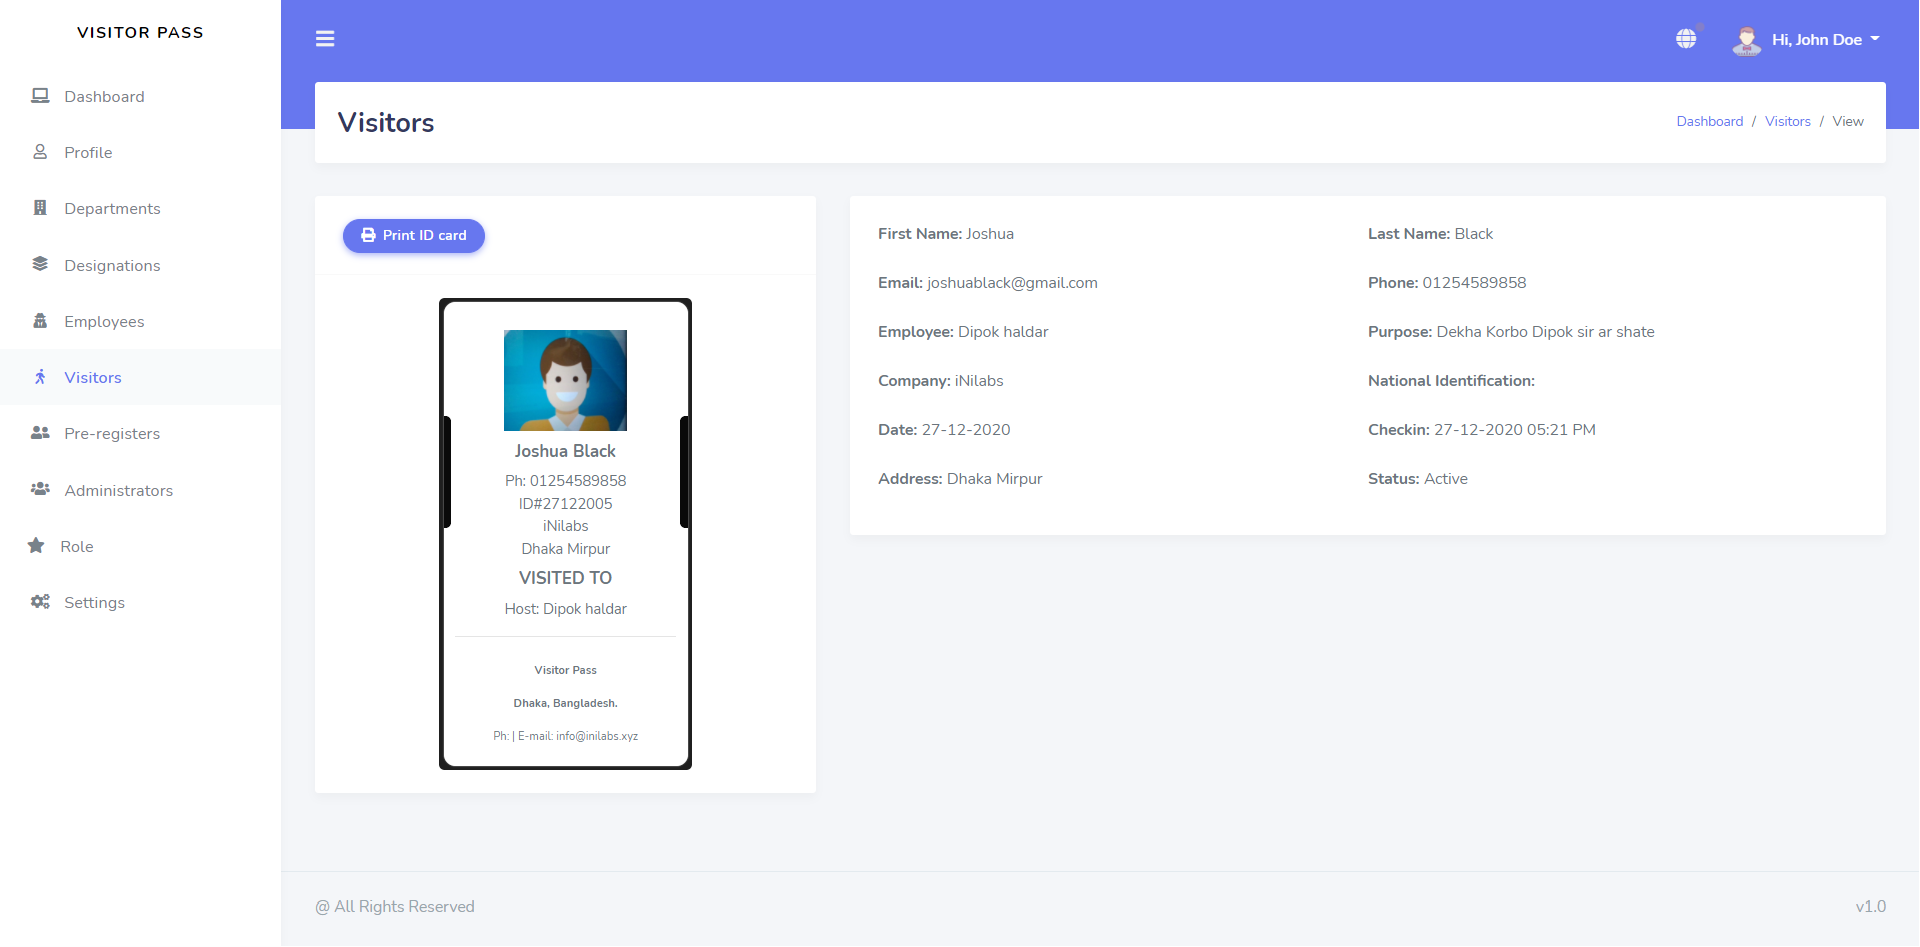 VISITOR PASS
Hi, John Doe
Dashboard
Profile
Departments
Designations
Employees
Visitors
Pre-registers
Administrators
Role
Settings
Visitors
Dashboard / Visitors / View
Print ID card
Joshua Black
Ph: 01254589858
ID#27122005
iNilabs
Dhaka Mirpur
VISITED TO
Host: Dipok haldar
Visitor Pass
Dhaka, Bangladesh.
Ph: | E-mail: info@inilabs.xyz
First Name: Joshua
Last Name: Black
Email: joshuablack@gmail.com
Phone: 01254589858
Employee: Dipok haldar
Purpose: Dekha Korbo Dipok sir ar shate
Company: iNilabs
National Identification:
Date: 27-12-2020
Checkin: 27-12-2020 05:21 PM
Address: Dhaka Mirpur
Status: Active
@ All Rights Reserved
v1.0